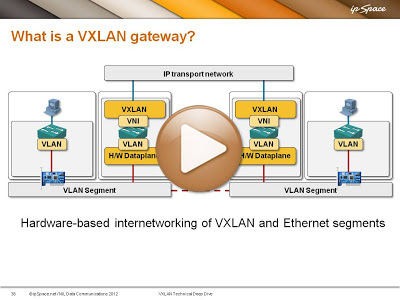 ip Space
What is a VXLAN gateway?
IP transport network
VXLAN
VNI
VLAN
H/W Dataplane
VXLAN
VNI
VLAN
H/W Dataplane
VLAN
VLAN
VLAN Segment
VLAN Segment
Hardware-based internetworking of VXLAN and Ethernet segments
38 ©ipSpace.net / NIL Data Communications 2012 VXLAN Technical Deep Dive